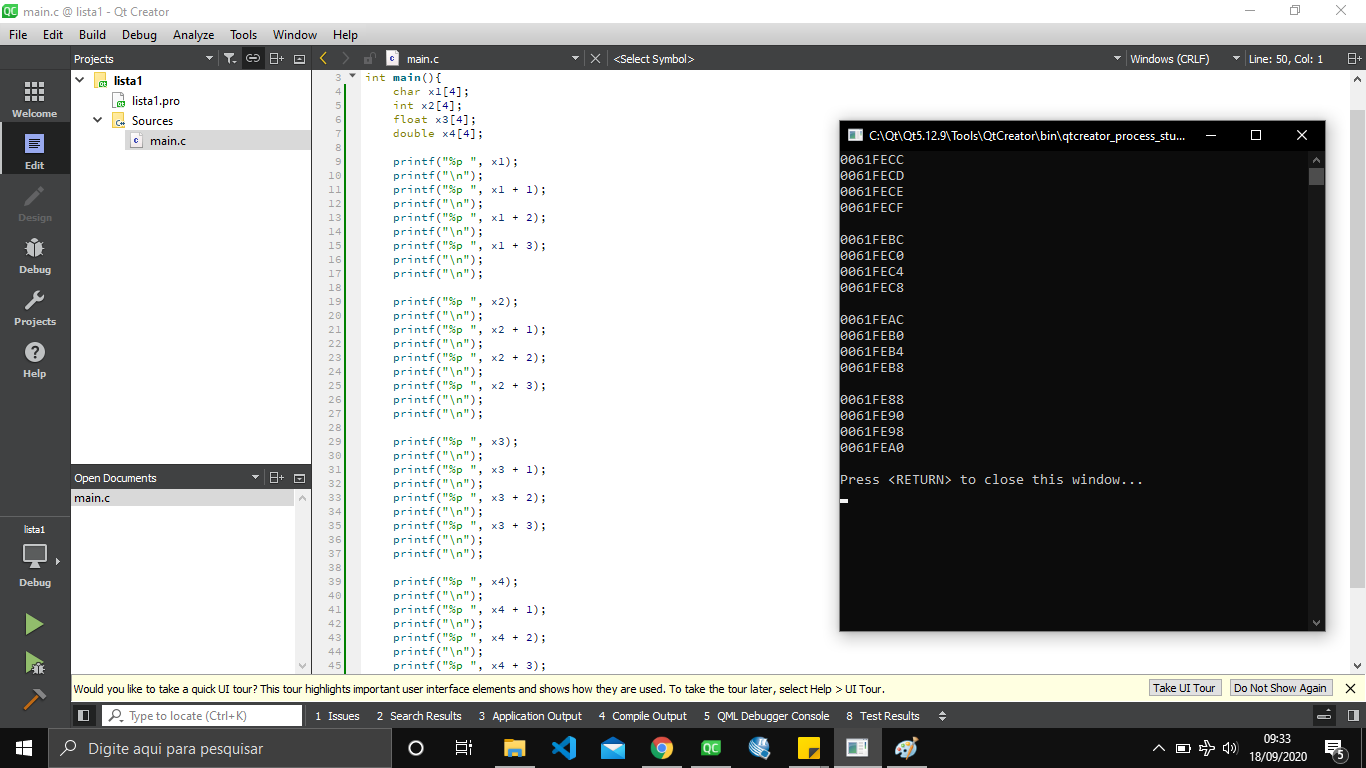 main.c @ lista1 - Qt Creator
File Edit Build Debug Analyze Tools Window Help
Projects
main.c
<Select Symbol>
Windows (CRLF)
Line: 50, Col: 1
Welcome
Edit
Design
Debug
Projects
Help
lista1
Debug
lista1
lista1.pro
Sources
main.c
Open Documents
main.c
3 int main(){
4 char x1[4];
5 int x2[4];
6 float x3[4];
7 double x4[4];
8
9 printf("%p ", x1);
10 printf("\n");
11 printf("%p ", x1 + 1);
12 printf("\n");
13 printf("%p ", x1 + 2);
14 printf("\n");
15 printf("%p ", x1 + 3);
16 printf("\n");
17 printf("\n");
18
19 printf("%p ", x2);
20 printf("\n");
21 printf("%p ", x2 + 1);
22 printf("\n");
23 printf("%p ", x2 + 2);
24 printf("\n");
25 printf("%p ", x2 + 3);
26 printf("\n");
27 printf("\n");
28
29 printf("%p ", x3);
30 printf("\n");
31 printf("%p ", x3 + 1);
32 printf("\n");
33 printf("%p ", x3 + 2);
34 printf("\n");
35 printf("%p ", x3 + 3);
36 printf("\n");
37 printf("\n");
38
39 printf("%p ", x4);
40 printf("\n");
41 printf("%p ", x4 + 1);
42 printf("\n");
43 printf("%p ", x4 + 2);
44 printf("\n");
45 printf("%p ", x4 + 3);
C:\Qt\Qt5.12.9\Tools\QtCreator\bin\qtcreator_process_stu...
0061FECC
0061FECD
0061FECE
0061FECF
0061FEBC
0061FEC0
0061FEC4
0061FEC8
0061FEAC
0061FEB0
0061FEB4
0061FEB8
0061FE88
0061FE90
0061FE98
0061FEA0
Press <RETURN> to close this window...
Would you like to take a quick UI tour? This tour highlights important user interface elements and shows how they are used. To take the tour later, select Help > UI Tour.
Take UI Tour
Do Not Show Again
Type to locate (Ctrl+K)
1 Issues 2 Search Results 3 Application Output 4 Compile Output 5 QML Debugger Console 8 Test Results
Digite aqui para pesquisar
09:33
18/09/2020
5